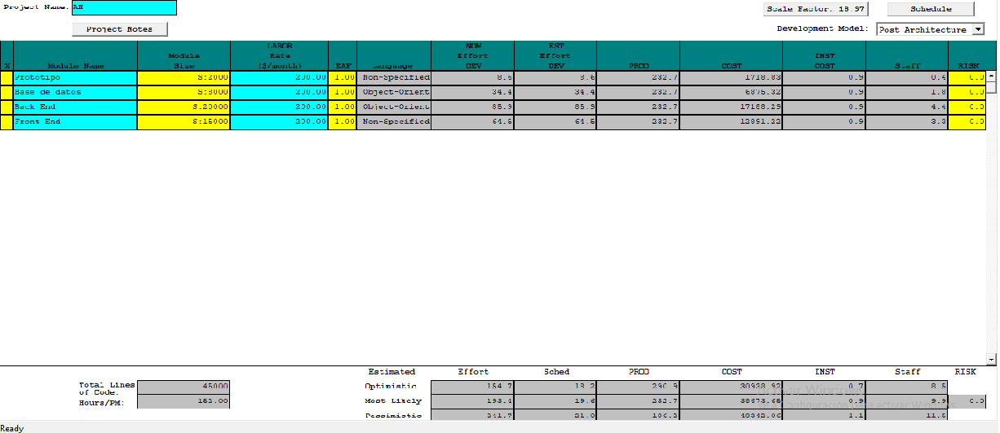 Project Name: AH
Scale Factor: 18.97 Schedule
Project Notes Development Model: Post Architecture
X Module Name Module Size LABOR Rate ($/month) EAF Language NOM Effort DEV EST Effort DEV PROD COST INST COST Staff RISK
Prototipo S:2000 200.00 1.00 Non-Specified 8.6 8.6 232.7 1718.83 0.9 0.4 0.0
Base de datos S:8000 200.00 1.00 Object-Orient 34.4 34.4 232.7 6875.32 0.9 1.8 0.0
Back End S:20000 200.00 1.00 Object-Orient 85.9 85.9 232.7 17188.29 0.9 4.4 0.0
Front End S:15000 200.00 1.00 Non-Specified 64.5 64.5 232.7 12891.22 0.9 3.3 0.0
Estimated Effort Sched PROD COST INST Staff RISK
Total Lines of Code: 45000 Optimistic 154.7 18.2 290.9 30938.92 0.7 8.5
Hours/PM: 152.00 Most Likely 193.4 19.6 232.7 38673.65 0.9 9.9 0.0
Pessimistic 241.7 21.0 186.2 48342.06 1.1 11.5
Windows
configuración para activar Windows
Ready